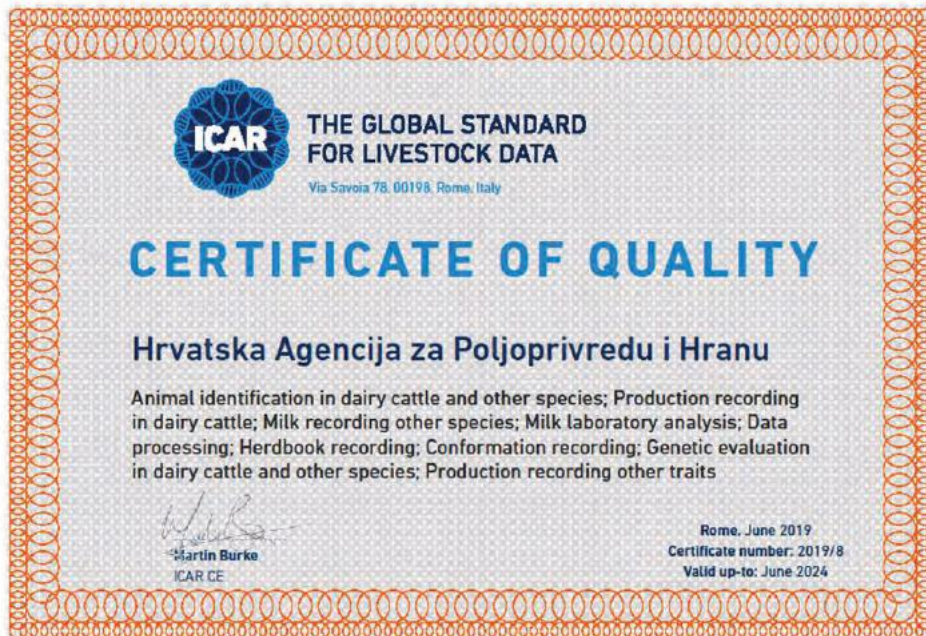 ICAR
THE GLOBAL STANDARD
FOR LIVESTOCK DATA
Via Savoia 78, 00198, Rome, Italy
CERTIFICATE OF QUALITY
Hrvatska Agencija za Poljoprivredu i Hranu
Animal identification in dairy cattle and other species; Production recording
in dairy cattle; Milk recording other species; Milk laboratory analysis; Data
processing; Herdbook recording; Conformation recording; Genetic evaluation
in dairy cattle and other species; Production recording other traits
Martin Burke
ICAR CE
Rome, June 2019
Certificate number: 2019/8
Valid up-to: June 2024